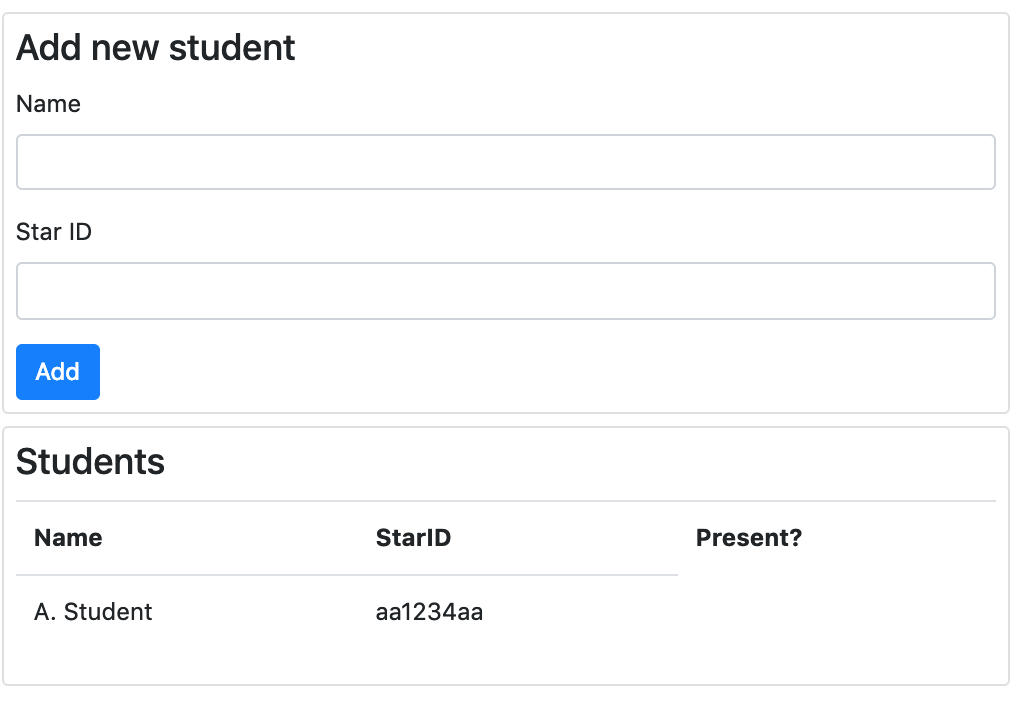 Add new student
Name
Star ID
Add
Students
Name StarID Present?
A. Student aa1234aa